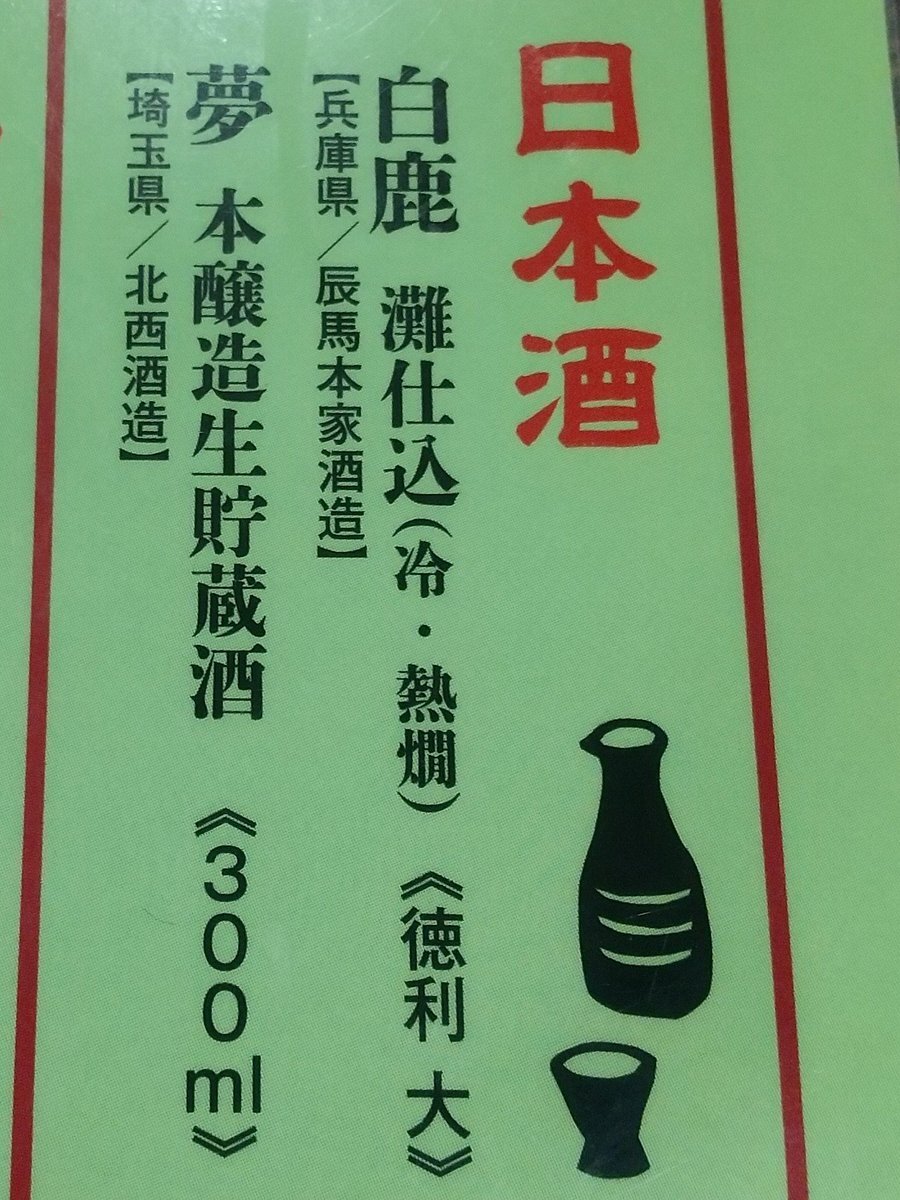 日本酒
白鹿 灘仕込(冷・熱燗)《徳利 大》
【兵庫県／辰馬本家酒造】
夢 本醸造生貯蔵酒 《300ml》
【埼玉県／北西酒造】